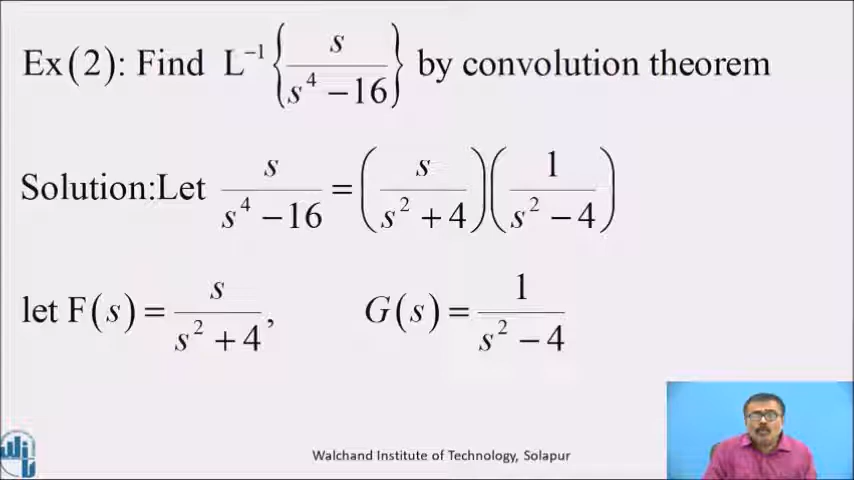 Ex(2): Find L⁻¹{s/(s⁴ −16)} by convolution theorem
Solution:Let s/(s⁴ −16) = (s/(s² +4))(1/(s² −4))
let F(s) = s/(s² +4), G(s) = 1/(s² −4)
Walchand Institute of Technology, Solapur